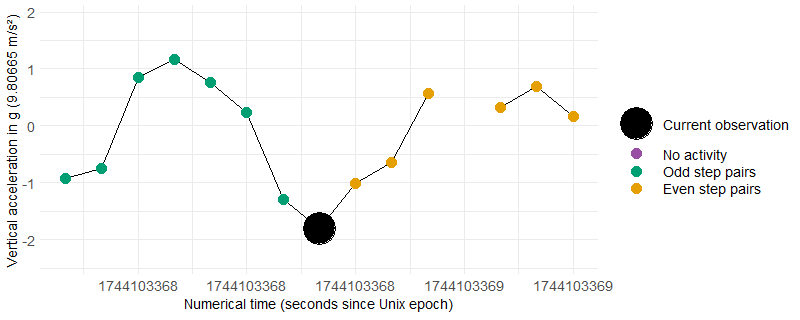 Vertical acceleration in g (9.80665 m/s²)
2
1
0
-1
-2
1744103368 1744103368 1744103368 1744103369 1744103369
Numerical time (seconds since Unix epoch)
Current observation
No activity
Odd step pairs
Even step pairs